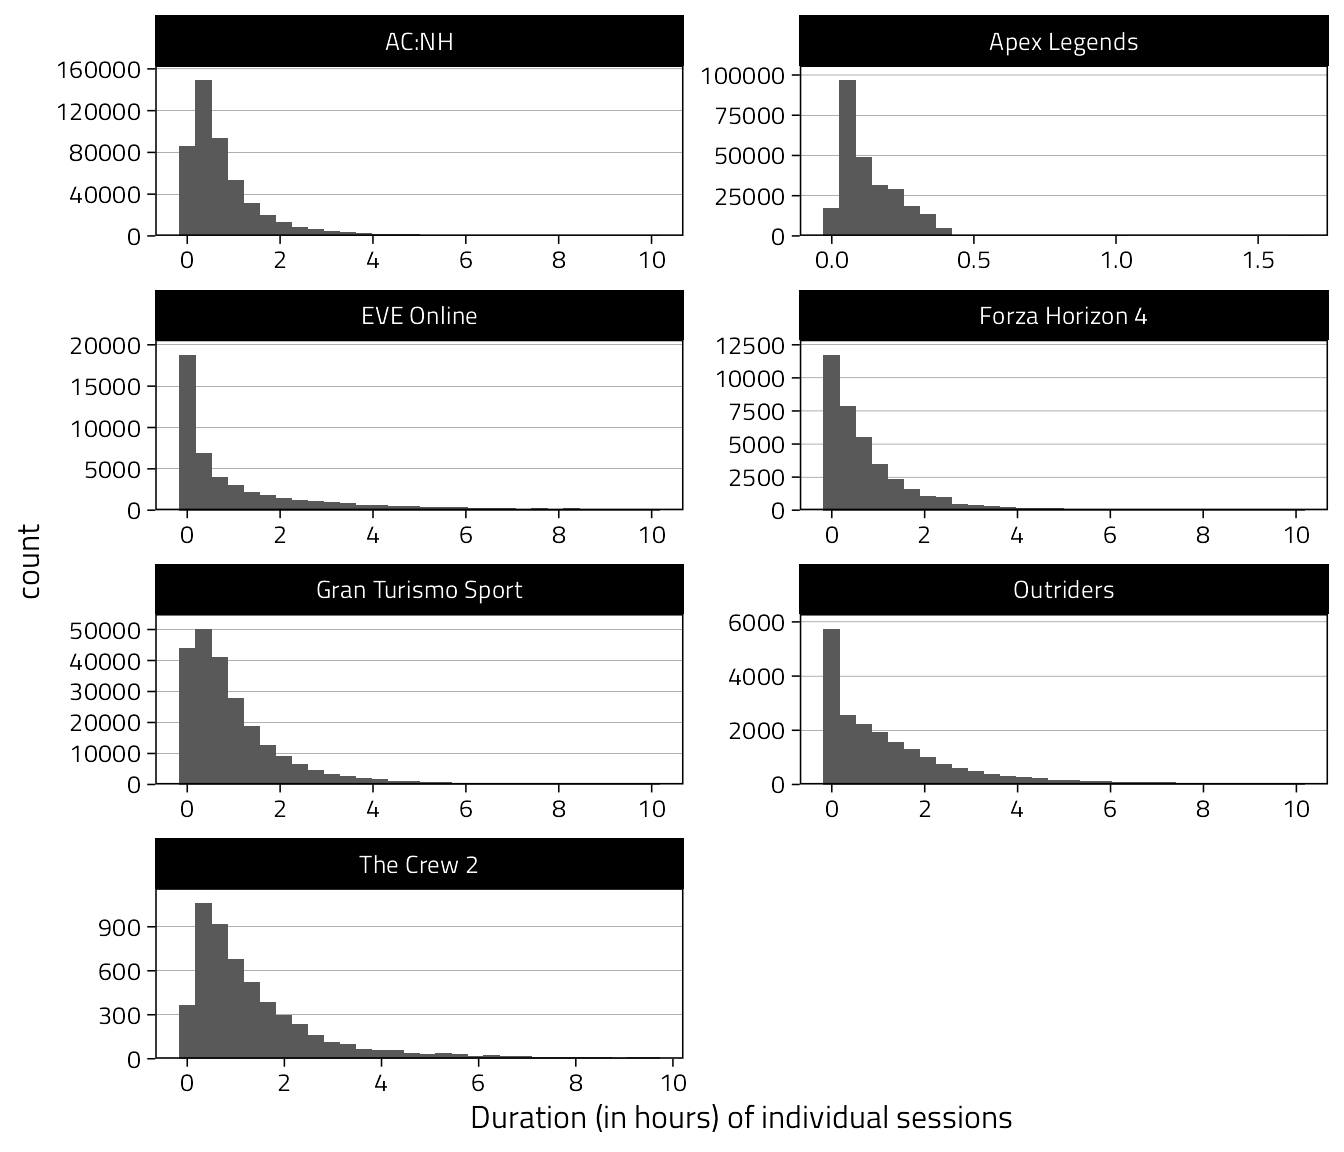 AC:NH
160000
120000
80000
40000
0
0 2 4 6 8 10
Apex Legends
100000
75000
50000
25000
0
0.0 0.5 1.0 1.5
EVE Online
20000
15000
10000
5000
0
0 2 4 6 8 10
Forza Horizon 4
12500
10000
7500
5000
2500
0
0 2 4 6 8 10
count
Gran Turismo Sport
50000
40000
30000
20000
10000
0
0 2 4 6 8 10
Outriders
6000
4000
2000
0
0 2 4 6 8 10
The Crew 2
900
600
300
0
0 2 4 6 8 10
Duration (in hours) of individual sessions